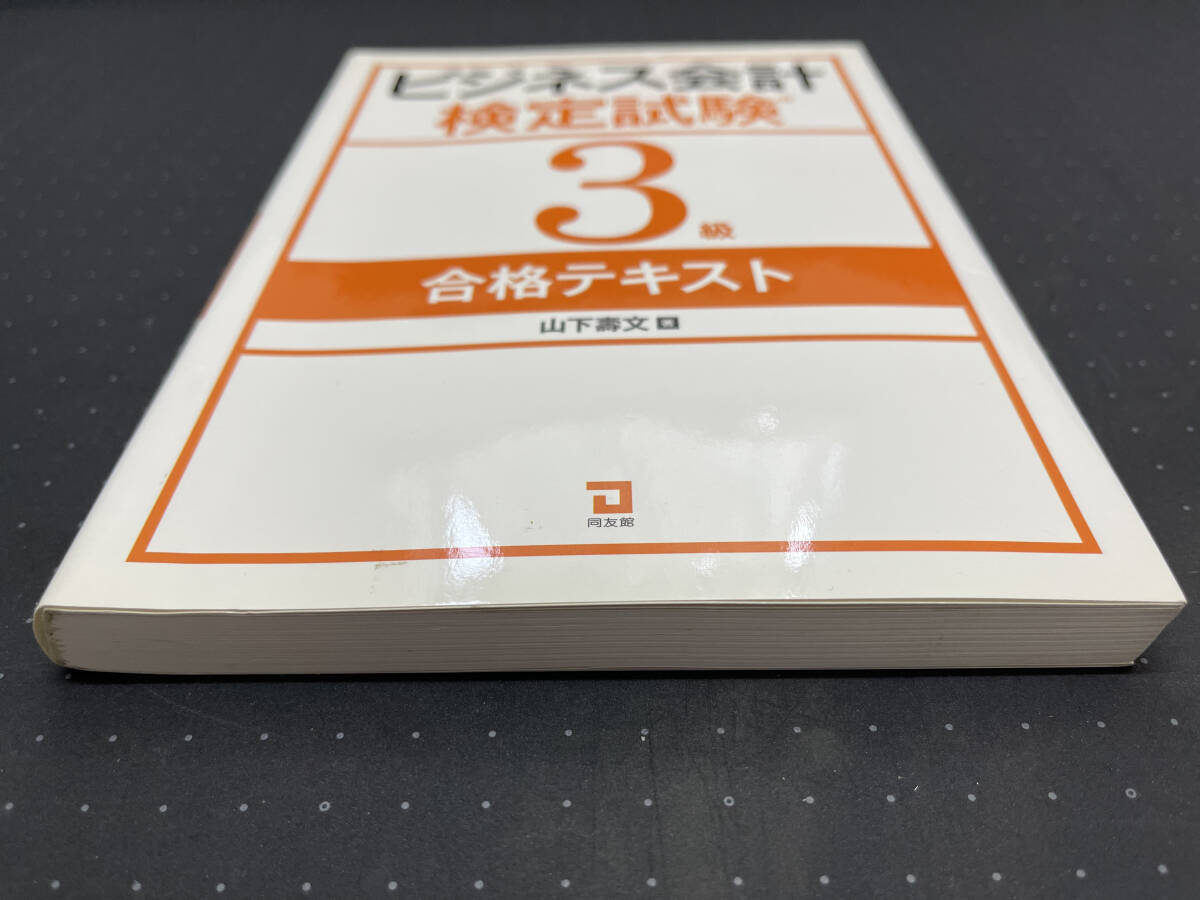 ビジネス会計
検定試験®
3級
合格テキスト
山下壽文
同友館